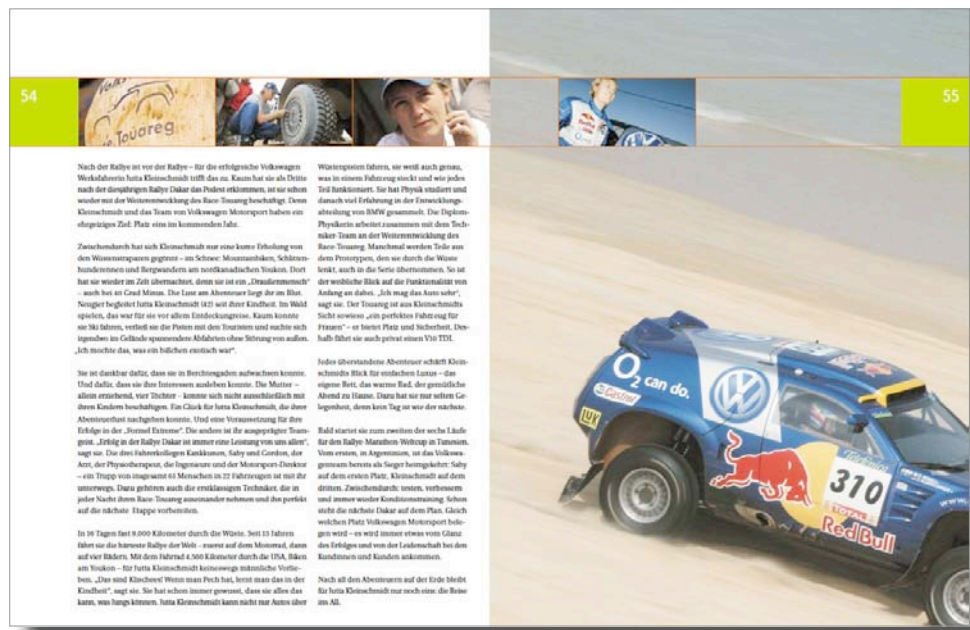 54
55
Touareg
Nach der Rallye ist vor der Rallye – für die erfolgreiche Volkswagen
Werksfahrerin Jutta Kleinschmidt trifft das zu. Kaum hat sie als Dritte
nach der diesjährigen Rallye Dakar das Podest erklommen, ist sie schon
wieder mit der Weiterentwicklung des Race-Touareg beschäftigt. Denn
Kleinschmidt und das Team von Volkswagen Motorsport haben ein
ehrgeiziges Ziel: Platz eins im kommenden Jahr.
Zwischendurch hat sich Kleinschmidt nur eine kurze Erholung von
den Wüstenstrapazen gegönnt – im Schnee: Mountainbiken, Schlitten-
hunderennen und Bergwandern am nordkanadischen Youkon. Dort
hat sie wieder im Zelt übernachtet, denn sie ist ein „Draußenmensch“
– auch bei 40 Grad Minus. Die Lust am Abenteuer liegt ihr im Blut.
Neugier begleitet Jutta Kleinschmidt (42) seit ihrer Kindheit. Im Wald
spielen, das war für sie vor allem Entdeckungreise. Kaum konnte
sie Ski fahren, verließ sie die Pisten mit den Touristen und suchte sich
irgendwo im Gelände spannendere Abfahrten ohne Störung von außen.
„Ich mochte das, was ein bißchen exotisch war“.
Sie ist dankbar dafür, dass sie in Berchtesgaden aufwachsen konnte.
Und dafür, dass sie ihre Interessen ausleben konnte. Die Mutter –
allein erziehend, vier Töchter – konnte sich nicht ausschließlich mit
ihren Kindern beschäftigen. Ein Glück für Jutta Kleinschmidt, die ihrer
Abenteuerlust nachgehen konnte. Und eine Voraussetzung für ihre
Erfolge in der „Formel Extreme“. Die andere ist ihr ausgeprägter Team-
geist. „Erfolg in der Rallye Dakar ist immer eine Leistung von uns allen“,
sagt sie. Die drei Fahrerkollegen Kankkunen, Saby und Gordon, der
Arzt, der Physiotherapeut, die Ingenieure und der Motorsport-Direktor
– ein Trupp von insgesamt 61 Menschen in 22 Fahrzeugen ist mit ihr
unterwegs. Dazu gehören auch die erstklassigen Techniker, die in
jeder Nacht ihren Race-Touareg auseinander nehmen und ihn perfekt
auf die nächste Etappe vorbereiten.
In 16 Tagen fast 9.000 Kilometer durch die Wüste. Seit 15 Jahren
fährt sie die härteste Rallye der Welt – zuerst auf dem Motorrad, dann
auf vier Rädern. Mit dem Fahrrad 4.500 Kilometer durch die USA, Biken
am Youkon – für Jutta Kleinschmidt keineswegs männliche Vorlie-
ben. „Das sind Klischees! Wenn man Pech hat, lernt man das in der
Kindheit“, sagt sie. Sie hat schon immer gewusst, dass sie alles das
kann, was Jungs können. Jutta Kleinschmidt kann nicht nur Autos über
Wüstenpisten fahren, sie weiß auch genau,
was in einem Fahrzeug steckt und wie jedes
Teil funktioniert. Sie hat Physik studiert und
danach viel Erfahrung in der Entwicklungs-
abteilung von BMW gesammelt. Die Diplom-
Physikerin arbeitet zusammen mit dem Tech-
niker-Team an der Weiterentwicklung des
Race-Touareg. Manchmal werden Teile aus
dem Prototypen, den sie durch die Wüste
lenkt, auch in die Serie übernommen. So ist
der weibliche Blick auf die Funktionalität von
Anfang an dabei. „Ich mag das Auto sehr“,
sagt sie. Der Touareg ist aus Kleinschmidts
Sicht sowieso „ein perfektes Fahrzeug für
Frauen“ – er bietet Platz und Sicherheit. Des-
halb fährt sie auch privat einen V10 TDI.
Jedes überstandene Abenteuer schärft Klein-
schmidts Blick für einfachen Luxus – das
eigene Bett, das warme Bad, der gemütliche
Abend zu Hause. Dazu hat sie nur selten Ge-
legenheit, denn kein Tag ist wie der nächste.
Bald startet sie zum zweiten der sechs Läufe
für den Rallye-Marathon-Weltcup in Tunesien.
Vom ersten, in Argentinien, ist das Volkswa-
genteam bereits als Sieger heimgekehrt: Saby
auf dem ersten Platz, Kleinschmidt auf dem
dritten. Zwischendurch: testen, verbessern
und immer wieder Konditionstraining. Schon
steht die nächste Dakar auf dem Plan. Gleich
welchen Platz Volkswagen Motorsport bele-
gen wird – es wird immer etwas vom Glanz
des Erfolges und von der Leidenschaft bei den
Kundinnen und Kunden ankommen.
Nach all den Abenteuern auf der Erde bleibt
für Jutta Kleinschmidt nur noch eine: die Reise
ins All.
O2 can do.
Castrol
LUK
310
TOTAL
Red Bull